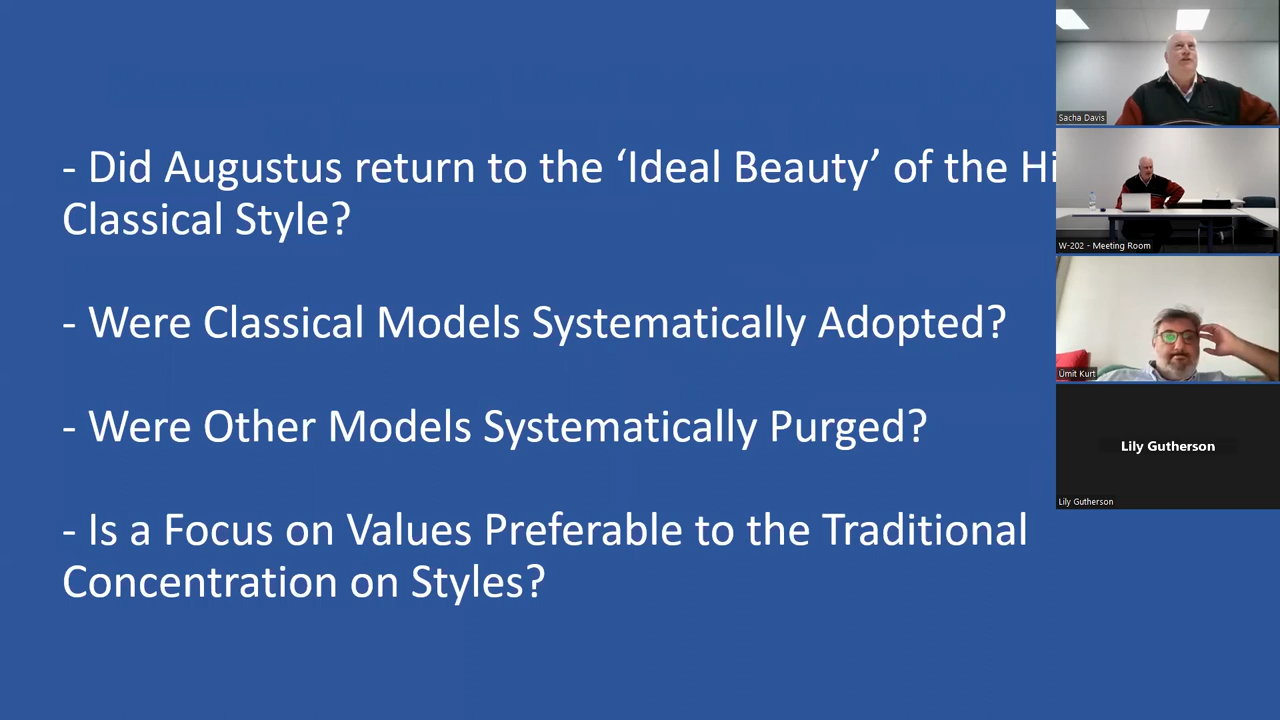 - Did Augustus return to the ‘Ideal Beauty’ of the
Classical Style?
- Were Classical Models Systematically Adopted?
- Were Other Models Systematically Purged?
- Is a Focus on Values Preferable to the Traditional
Concentration on Styles?
Sacha Davis
W-202 - Meeting Room
Ümit Kurt
Lily Gutherson
Lily Gutherson